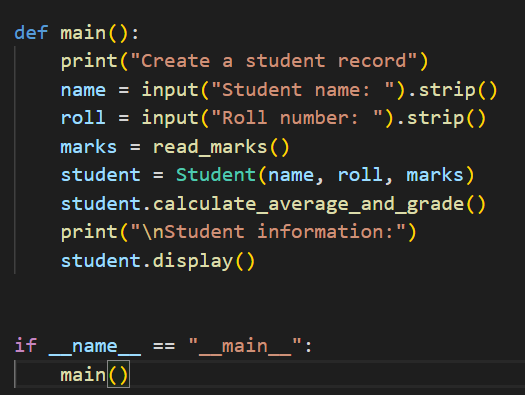 def main():
    print("Create a student record")
    name = input("Student name: ").strip()
    roll = input("Roll number: ").strip()
    marks = read_marks()
    student = Student(name, roll, marks)
    student.calculate_average_and_grade()
    print("\nStudent information:")
    student.display()
if __name__ == "__main__":
    main()